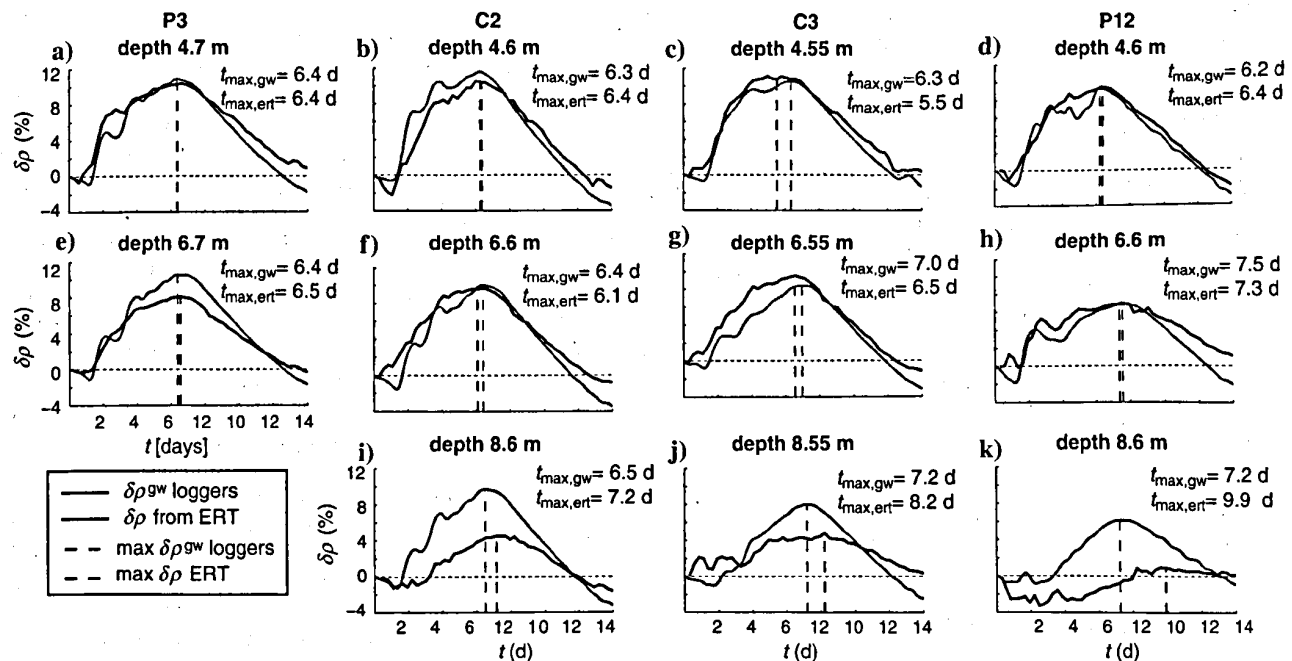 P3
C2
C3
P12
a)
depth 4.7 m
b)
depth 4.6 m
c)
depth 4.55 m
d)
depth 4.6 m
δρ (%)
12
8
4
0
−4
t_max,gw = 6.4 d
t_max,ert = 6.4 d
t_max,gw = 6.3 d
t_max,ert = 6.4 d
t_max,gw =6.3 d
t_max,ert = 5.5 d
t_max,gw = 6.2 d
t_max,ert = 6.4 d
e)
depth 6.7 m
f)
depth 6.6 m
g)
depth 6.55 m
h)
depth 6.6 m
δρ (%)
12
8
4
0
−4
t_max,gw = 6.4 d
t_max,ert = 6.5 d
t_max,gw = 6.4 d
t_max,ert = 6.1 d
t_max,gw = 7.0 d
t_max,ert = 6.5 d
t_max,gw = 7.5 d
t_max,ert = 7.3 d
2 4 6 12 10 12 14
t [days]
i)
depth 8.6 m
j)
depth 8.55 m
k)
depth 8.6 m
δρ (%)
12
8
4
0
−4
t_max,gw = 6.5 d
t_max,ert = 7.2 d
t_max,gw = 7.2 d
t_max,ert = 8.2 d
t_max,gw = 7.2 d
t_max,ert = 9.9 d
2 4 6 12 10 12 14
2 4 6 12 10 12 14
2 4 6 12 10 12 14
t (d)
t (d)
t (d)
δρ^gw loggers
δρ from ERT
max δρ^gw loggers
max δρ ERT